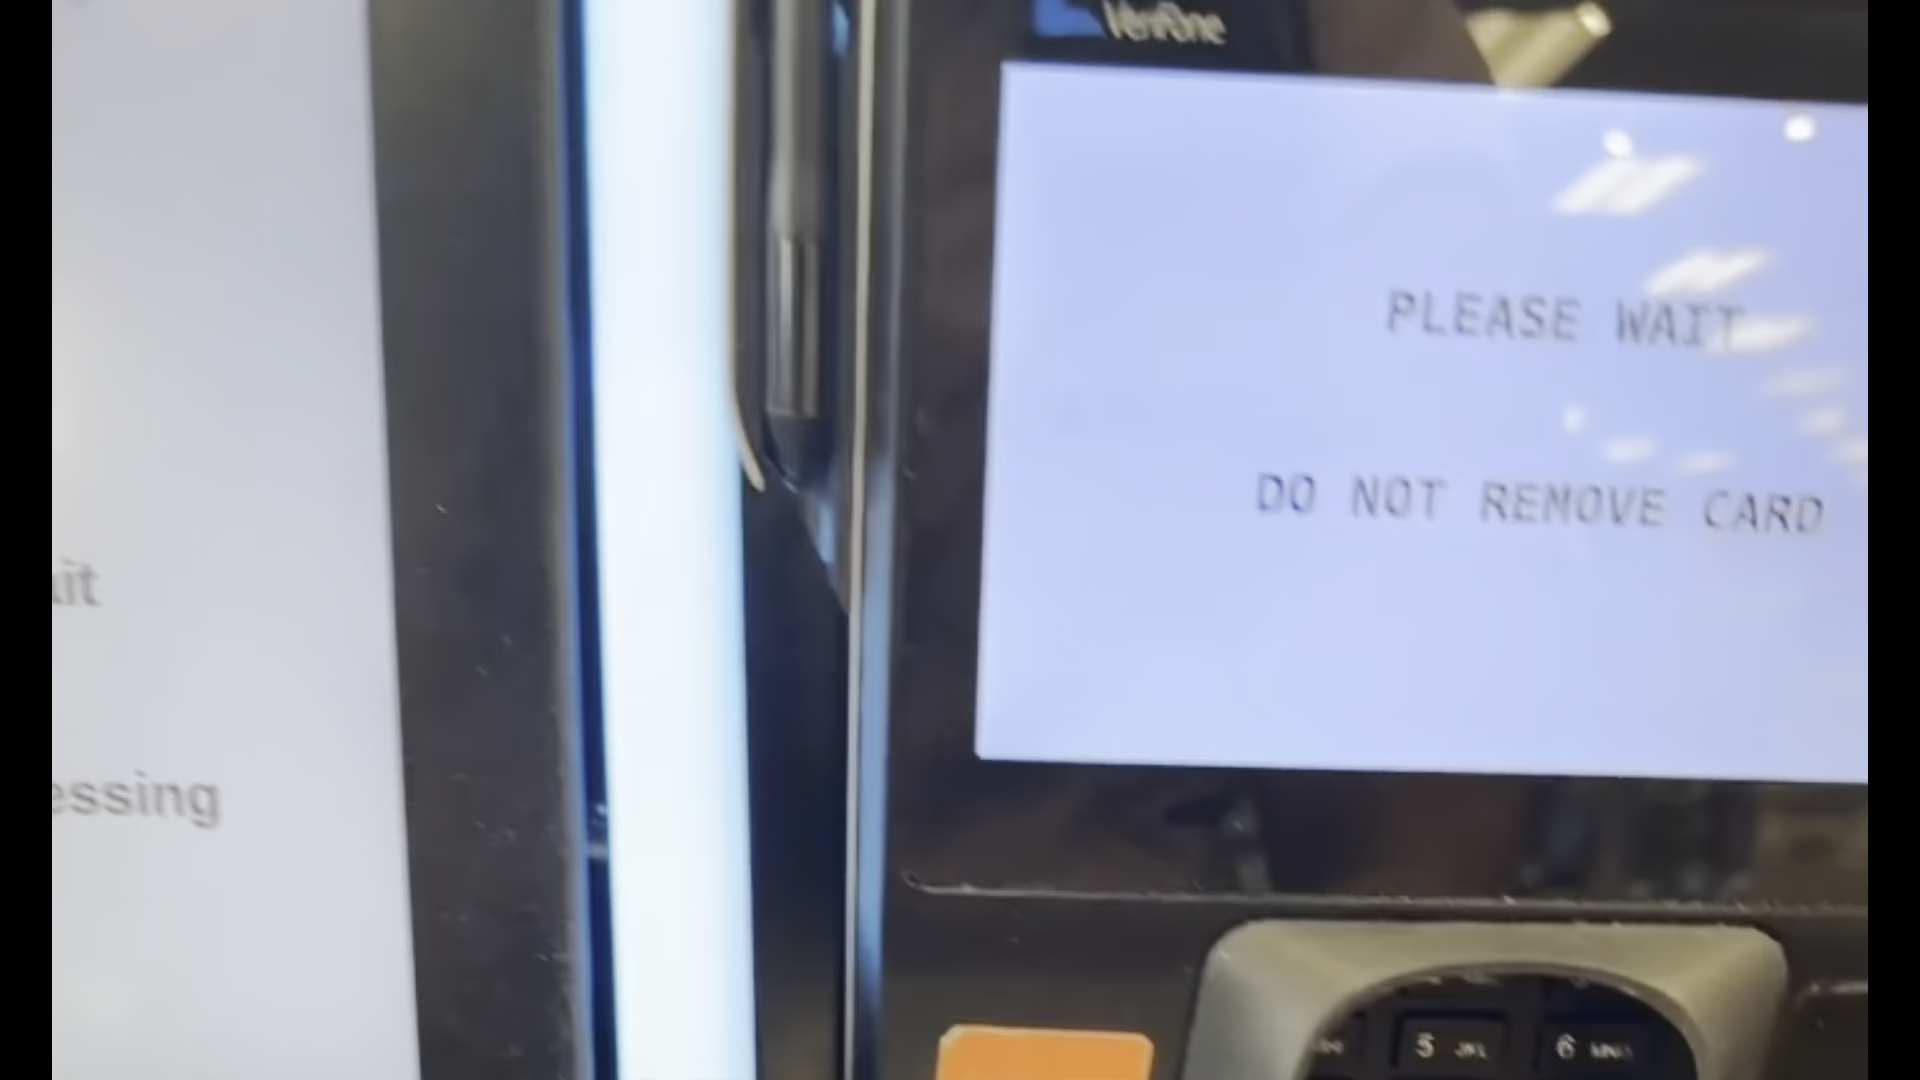 VeriFone
PLEASE WAIT
DO NOT REMOVE CARD
it
essing
5 JKL
6 MNO